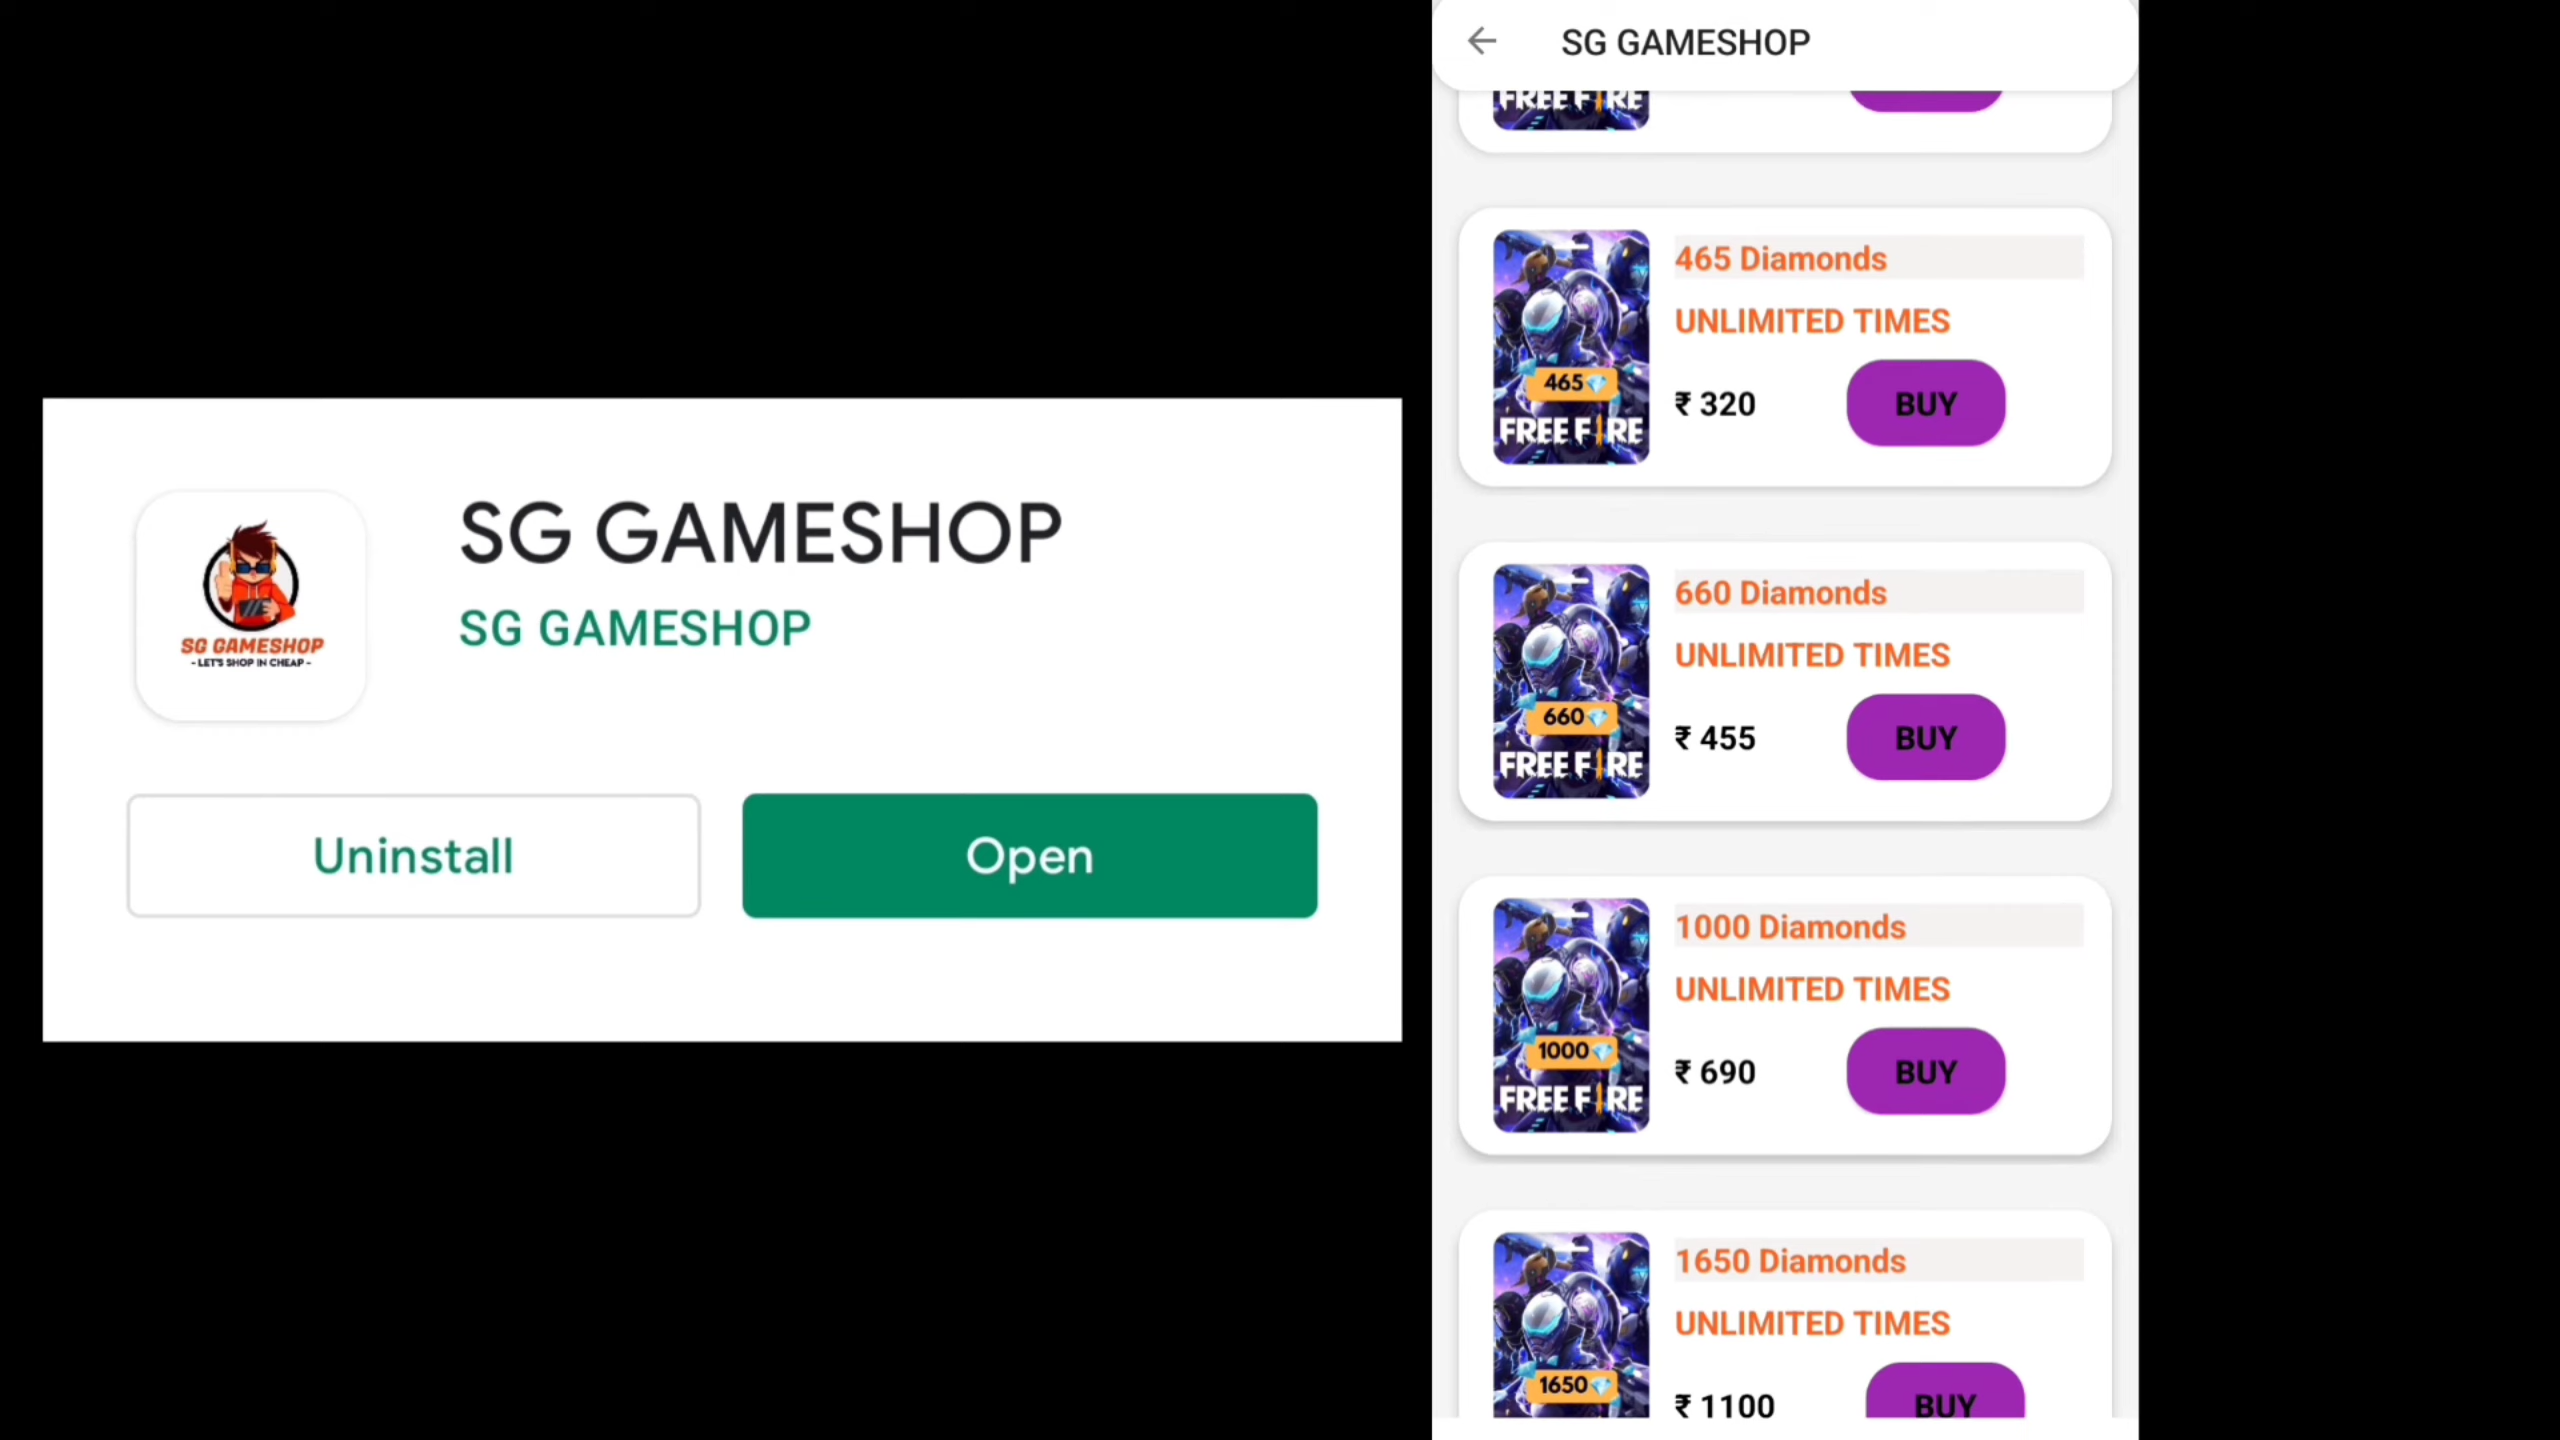 SG GAMESHOP
SG GAMESHOP
SG GAMESHOP
- LET'S SHOP IN CHEAP -
Uninstall
Open
SG GAMESHOP
FREE FIRE
465 Diamonds
UNLIMITED TIMES
₹ 320
BUY
465
FREE FIRE
660 Diamonds
UNLIMITED TIMES
₹ 455
BUY
660
FREE FIRE
1000 Diamonds
UNLIMITED TIMES
₹ 690
BUY
1000
FREE FIRE
1650 Diamonds
UNLIMITED TIMES
₹ 1100
BUY
1650